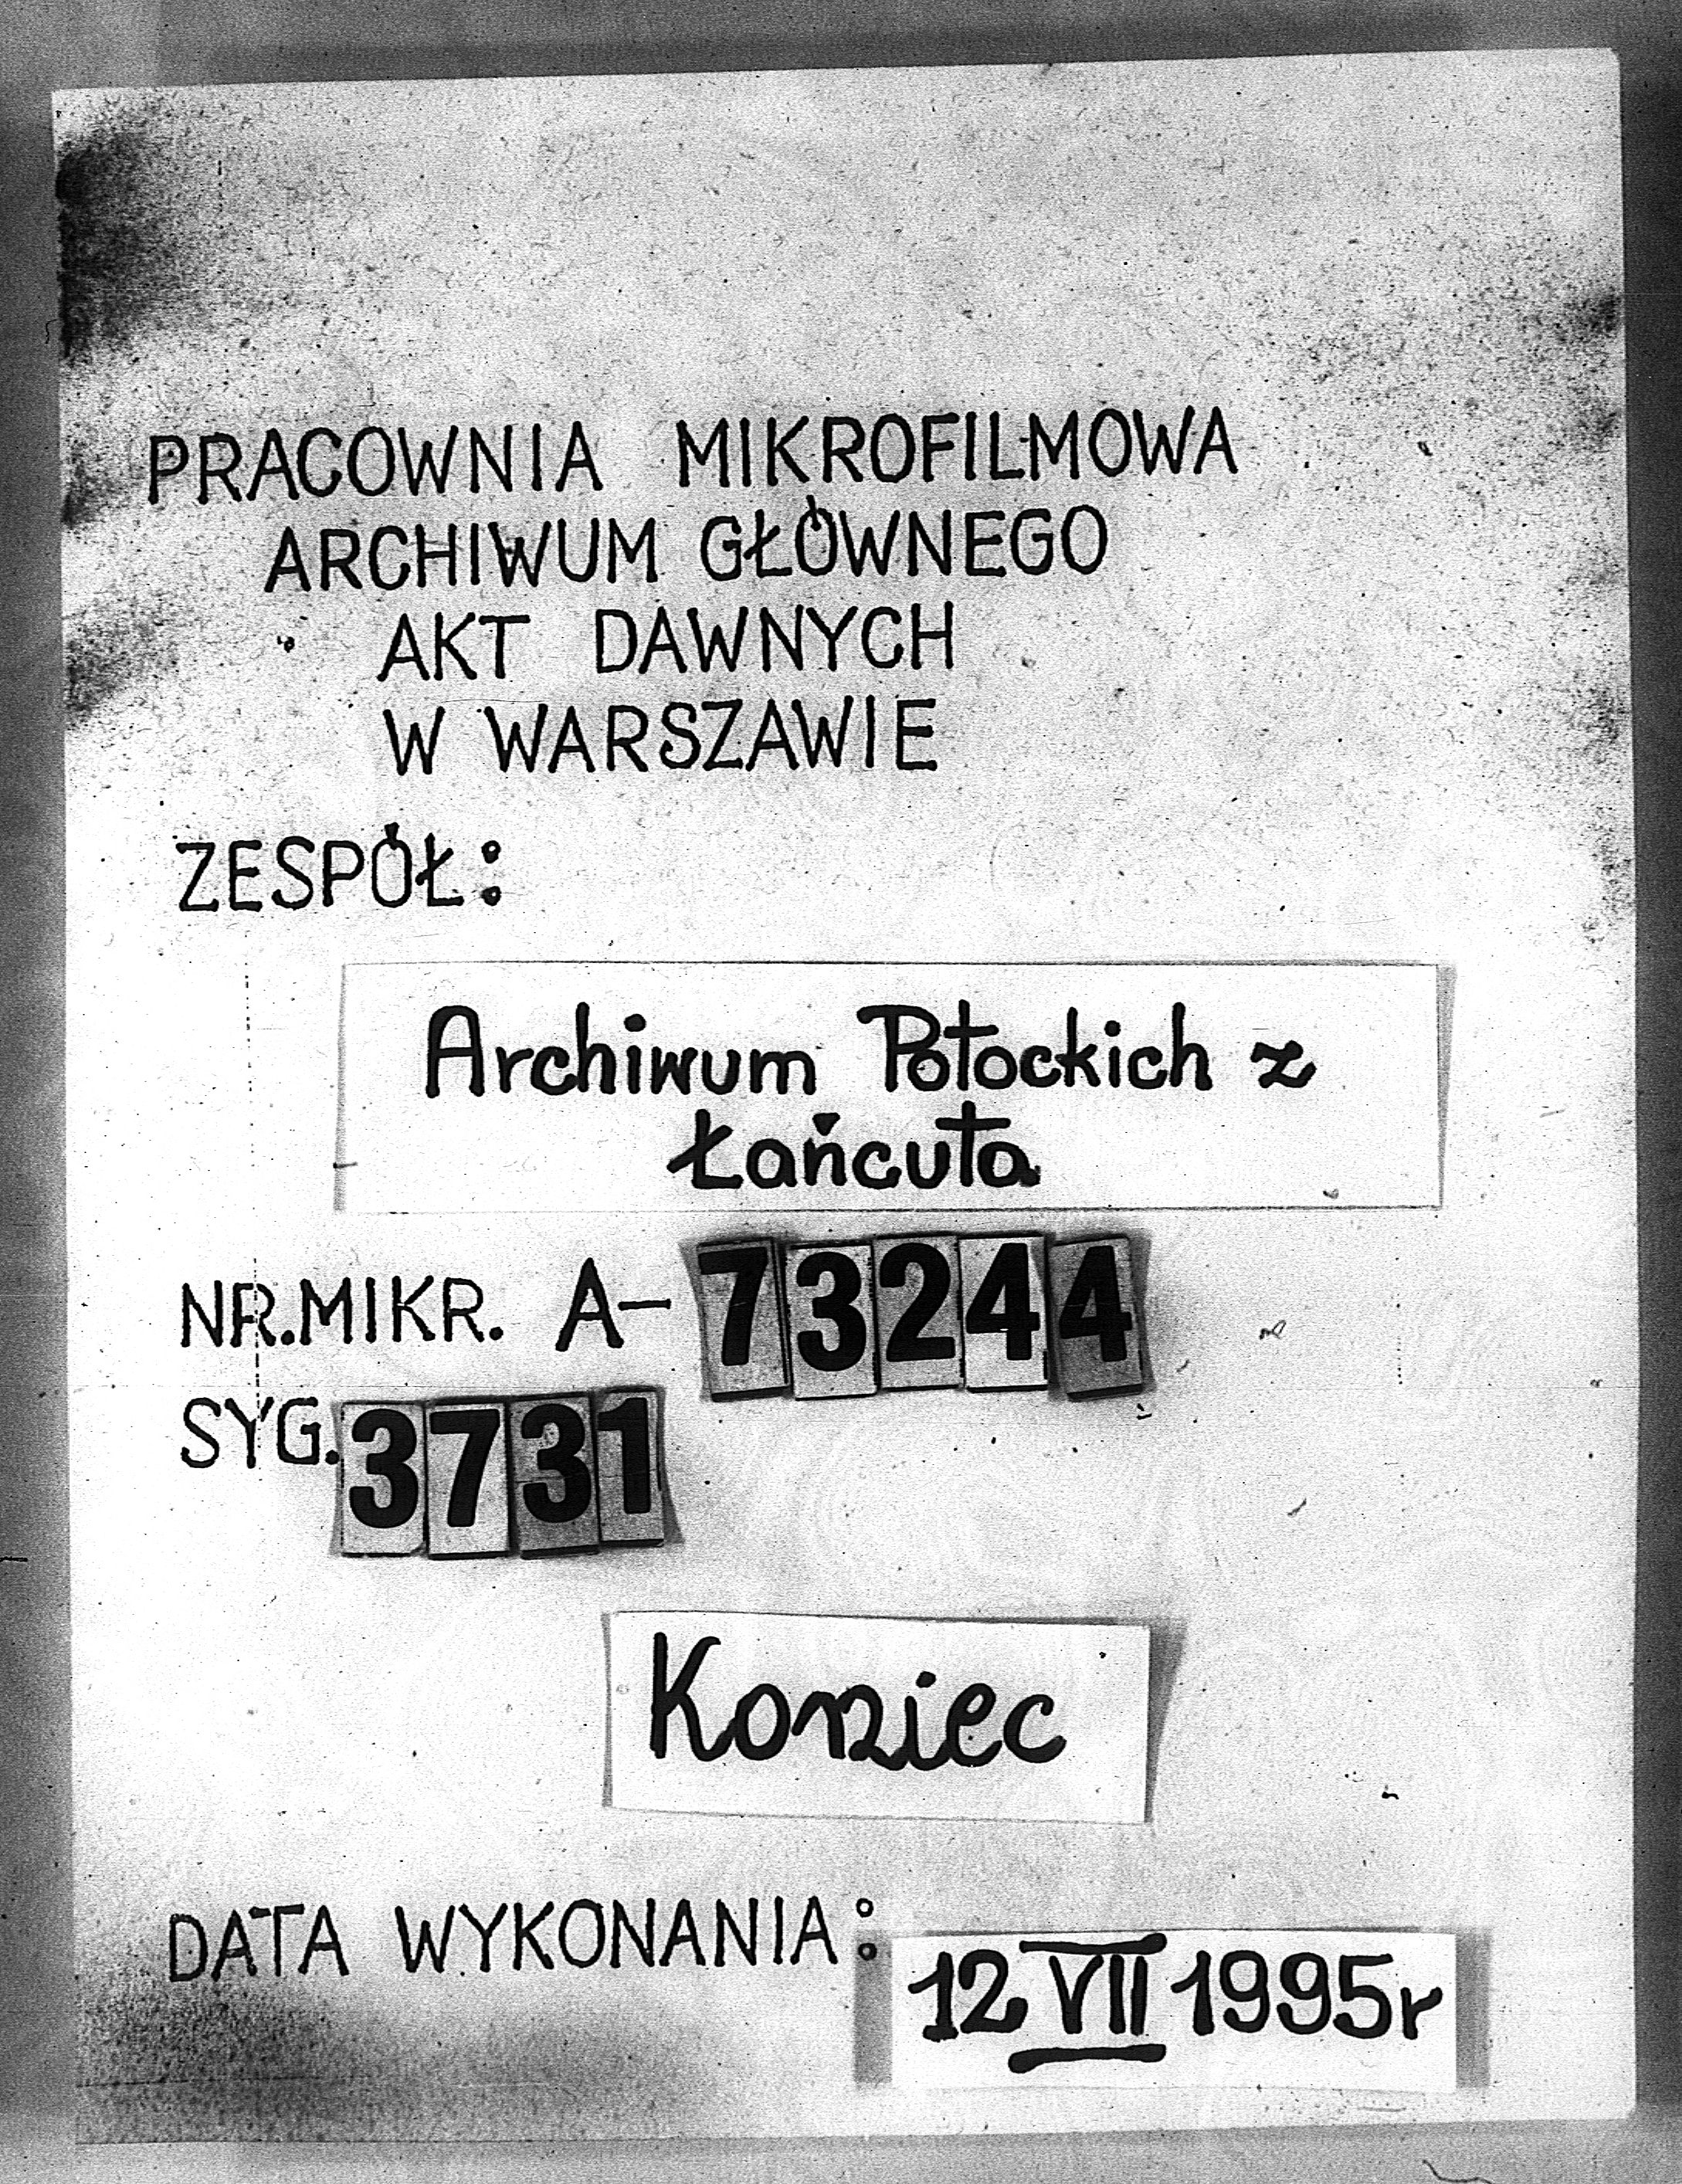 PRACOWNIA MIKROFILMOWA
ARCHIWUM GŁÓWNEGO
AKT DAWNYCH
W WARSZAWIE
ZESPÓŁ:
Archiwum Potockich z
Łańcuta
NR.MIKR. A-73244
SYG. 3731
Koniec
DATA WYKONANIA: 12 VII 1995r